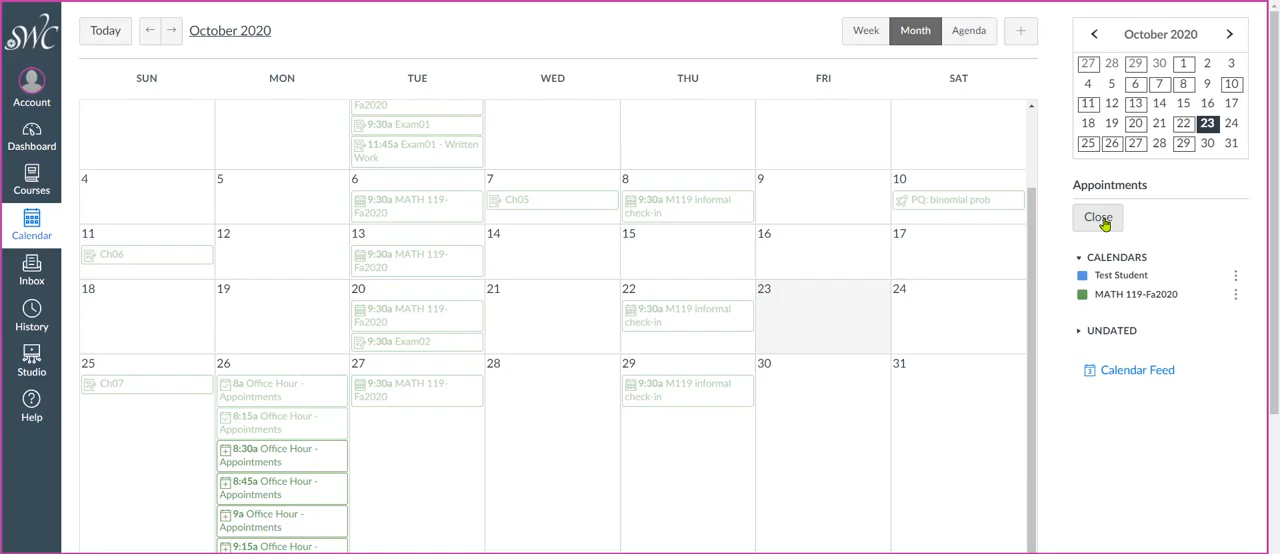 SWC
Account
Dashboard
Courses
Calendar
Inbox
History
Studio
Help
Today
October 2020
Week
Month
Agenda
SUN MON TUE WED THU FRI SAT
Fa2020
9:30a Exam01
11:45a Exam01 - Written
Work
4 5 6 7 8 9 10
9:30a MATH 119-
Fa2020
Ch05
9:30a M119 informal
check-in
PQ: binomial prob
11 12 13 14 15 16 17
Ch06
9:30a MATH 119-
Fa2020
18 19 20 21 22 23 24
9:30a MATH 119-
Fa2020
9:30a Exam02
9:30a M119 informal
check-in
25 26 27 28 29 30 31
Ch07
8a Office Hour -
Appointments
8:15a Office Hour -
Appointments
8:30a Office Hour -
Appointments
8:45a Office Hour -
Appointments
9a Office Hour -
Appointments
9:15a Office Hour -
9:30a MATH 119-
Fa2020
9:30a M119 informal
check-in
October 2020
27 28 29 30 1 2 3
4 5 6 7 8 9 10
11 12 13 14 15 16 17
18 19 20 21 22 23 24
25 26 27 28 29 30 31
Appointments
Close
CALENDARS
Test Student
MATH 119-Fa2020
UNDATED
Calendar Feed